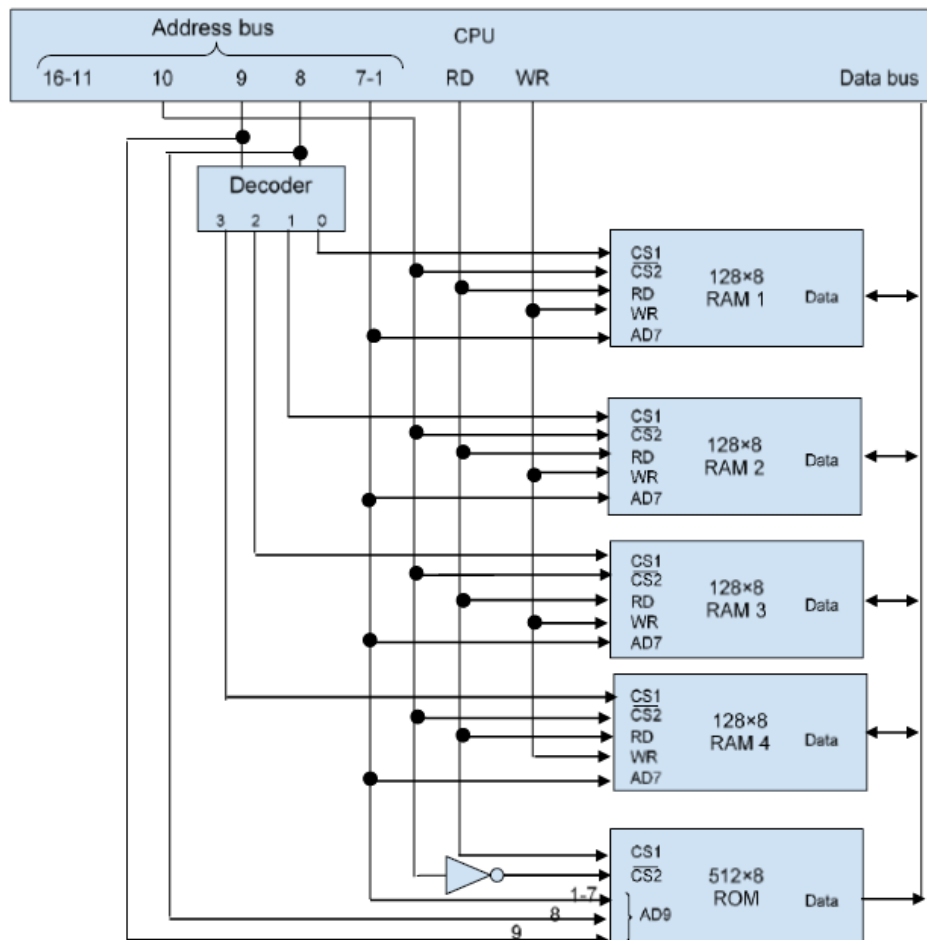 Address bus
CPU
16-11 10 9 8 7-1 RD WR Data bus
Decoder
3 2 1 0
CS1
CS2
RD
WR
AD7
128×8
RAM 1
Data
CS1
CS2
RD
WR
AD7
128×8
RAM 2
Data
CS1
CS2
RD
WR
AD7
128×8
RAM 3
Data
CS1
CS2
RD
WR
AD7
128×8
RAM 4
Data
1-7
8
9
CS1
CS2
AD9
512×8
ROM
Data